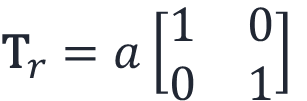 T_r = a [1 0
0 1]